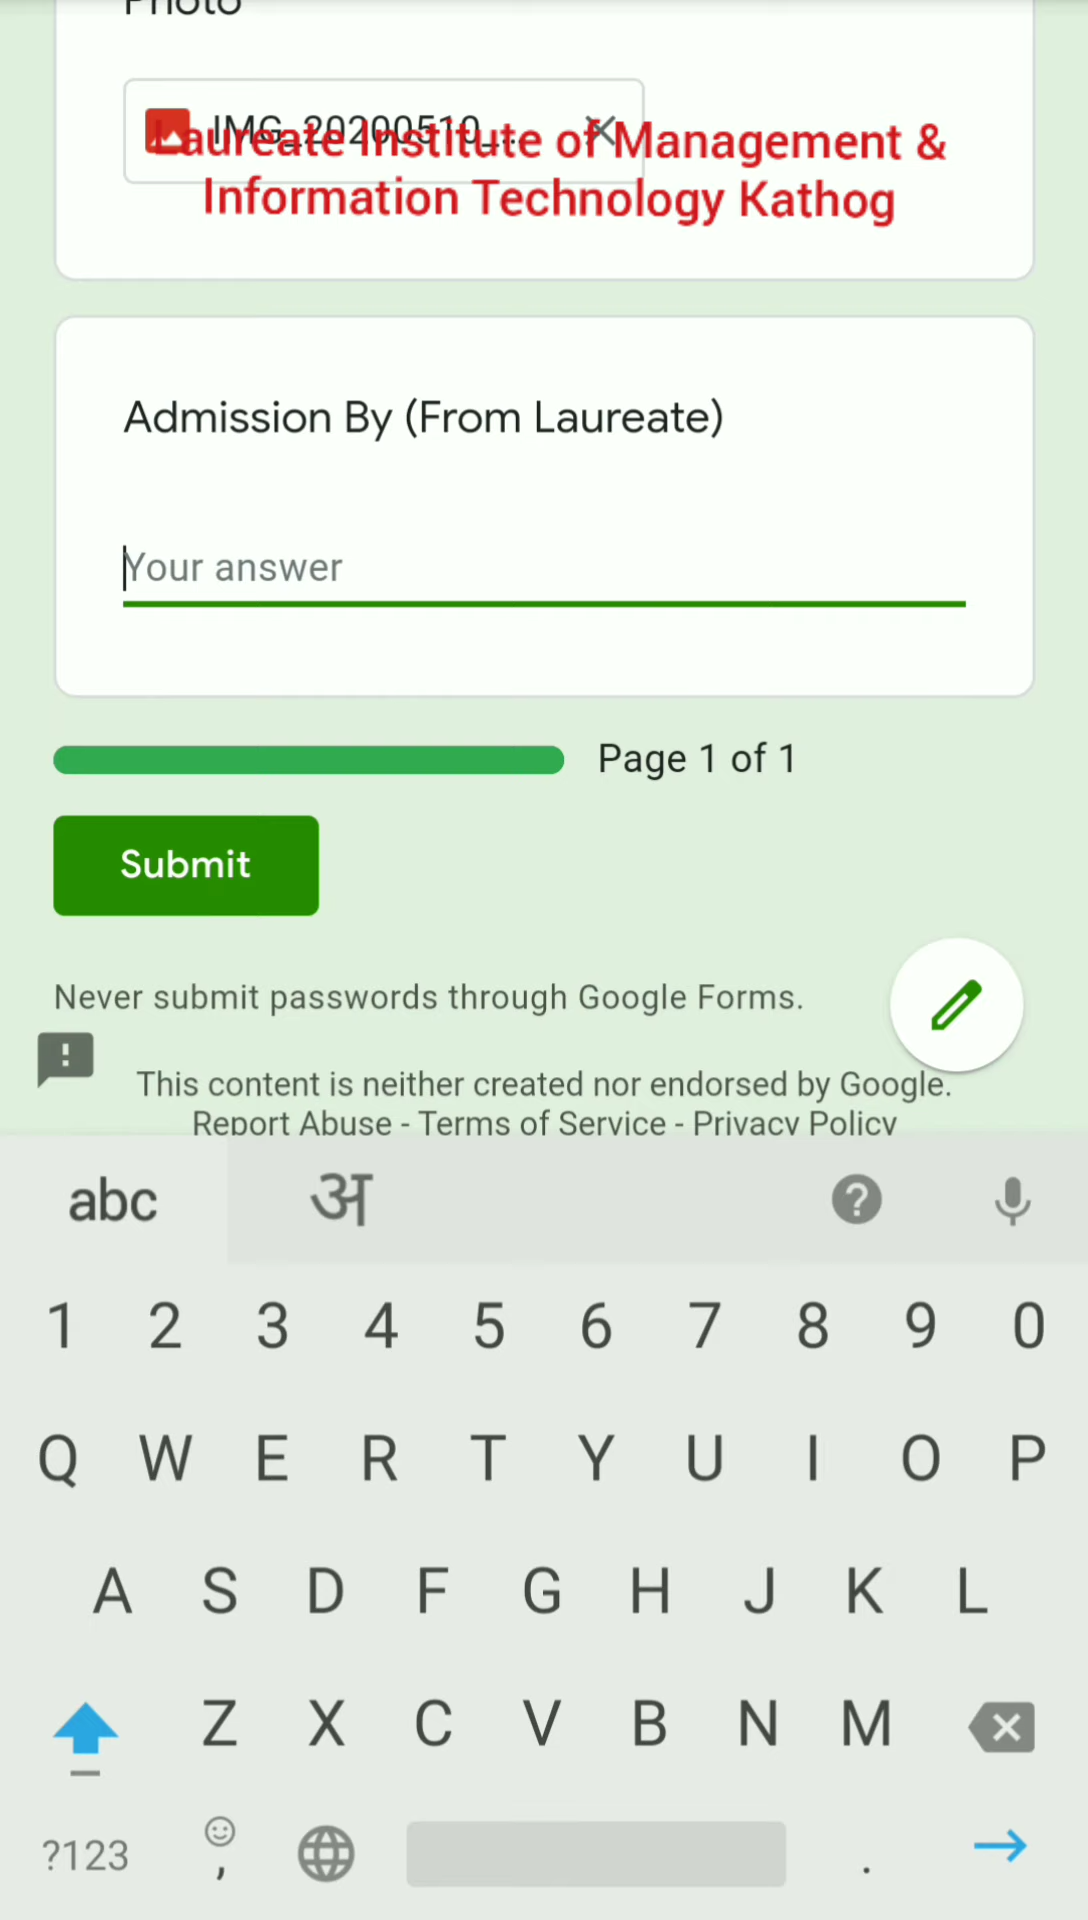 Photo
IMG_20200510_...
Laureate Institute of Management &
Information Technology Kathog
Admission By (From Laureate)
Your answer
Page 1 of 1
Submit
Never submit passwords through Google Forms.
This content is neither created nor endorsed by Google.
Report Abuse - Terms of Service - Privacy Policy
abc अ
1 2 3 4 5 6 7 8 9 0
Q W E R T Y U I O P
A S D F G H J K L
Z X C V B N M
?123 , .